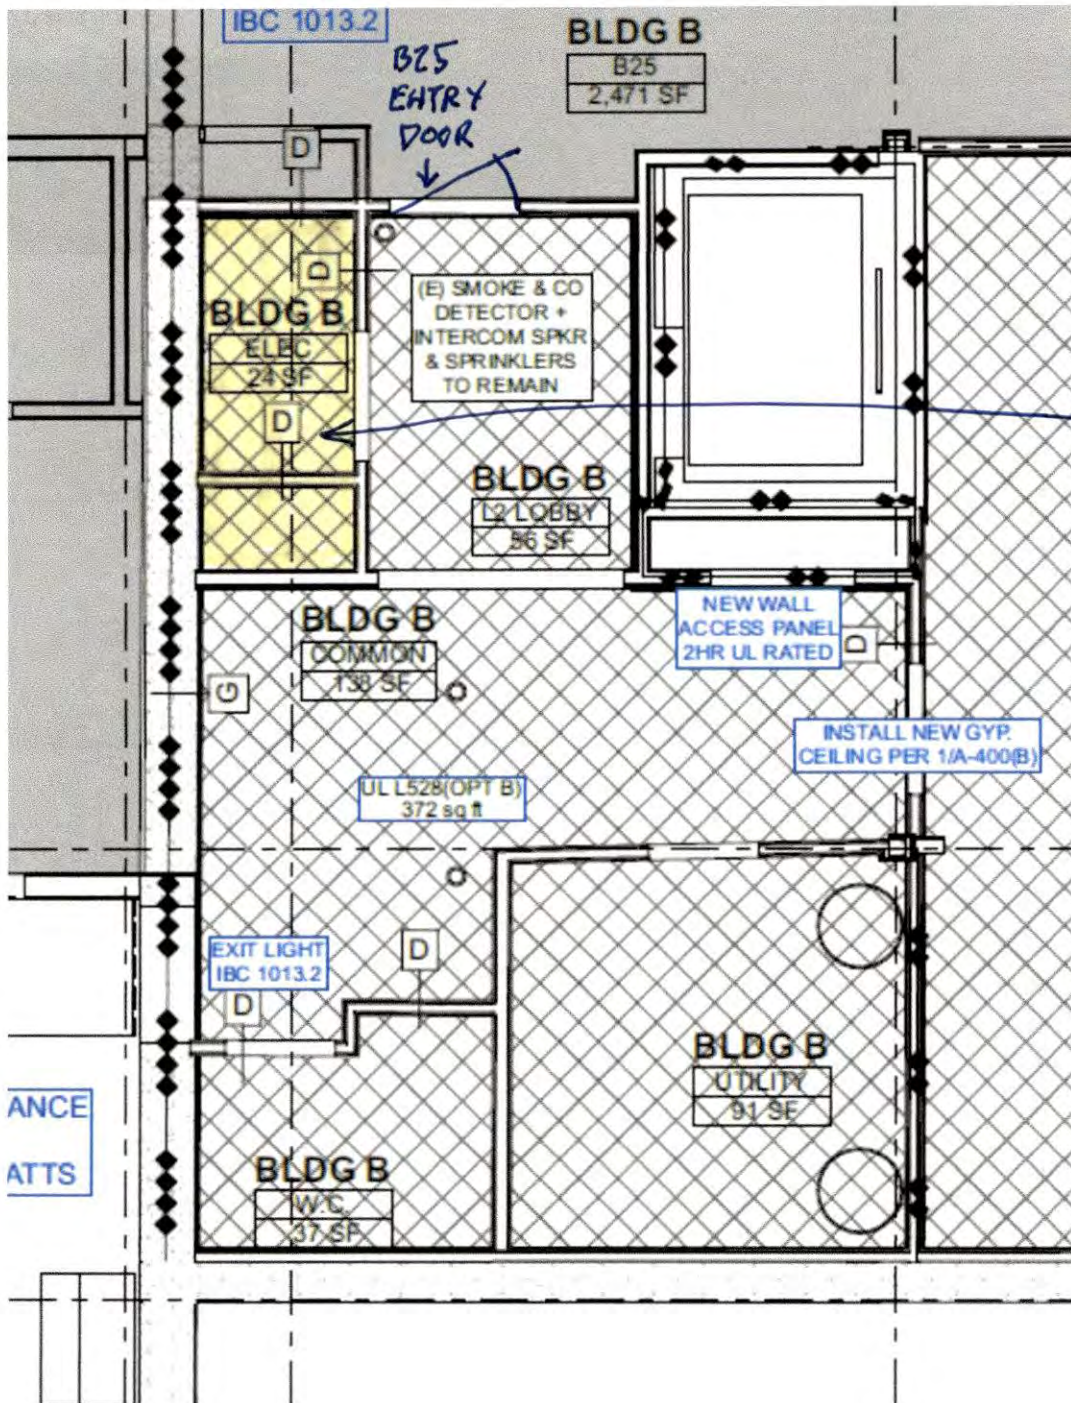 IBC 1013.2
B25
ENTRY
DOOR
BLDG B
B25
2,471 SF
D
D
BLDG B
ELEC
24 SF
D
(E) SMOKE & CO
DETECTOR +
INTERCOM SPKR
& SPRINKLERS
TO REMAIN
BLDG B
L2 LOBBY
56 SF
BLDG B
COMMON
138 SF
G
NEW WALL
ACCESS PANEL
2HR UL RATED
D
INSTALL NEW GYP.
CEILING PER 1/A-400(B)
UL L528(OPT B)
372 sq ft
EXIT LIGHT
IBC 1013.2
D
D
BLDG B
UTILITY
91 SF
ANCE
ATTS
BLDG B
W.C.
37 SF